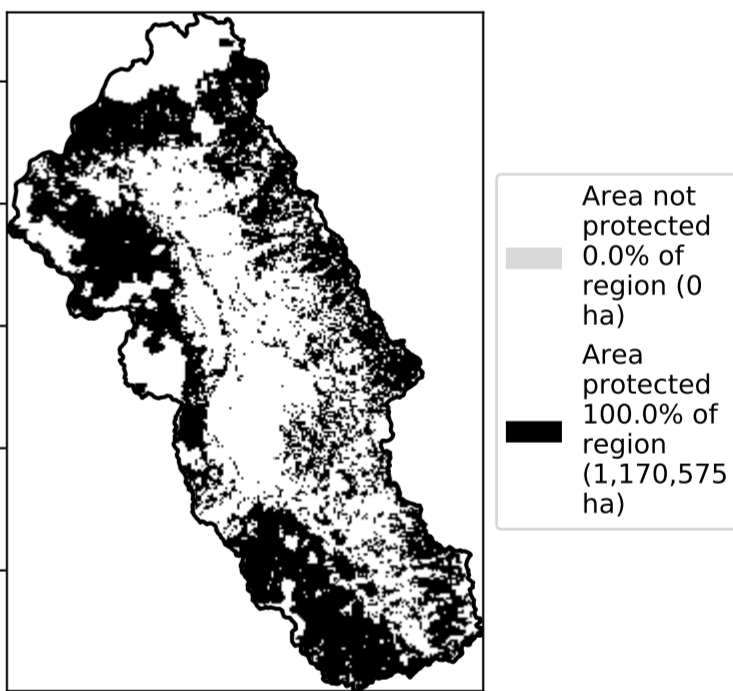 Area not
protected
0.0% of
region (0
ha)
Area
protected
100.0% of
region
(1,170,575
ha)